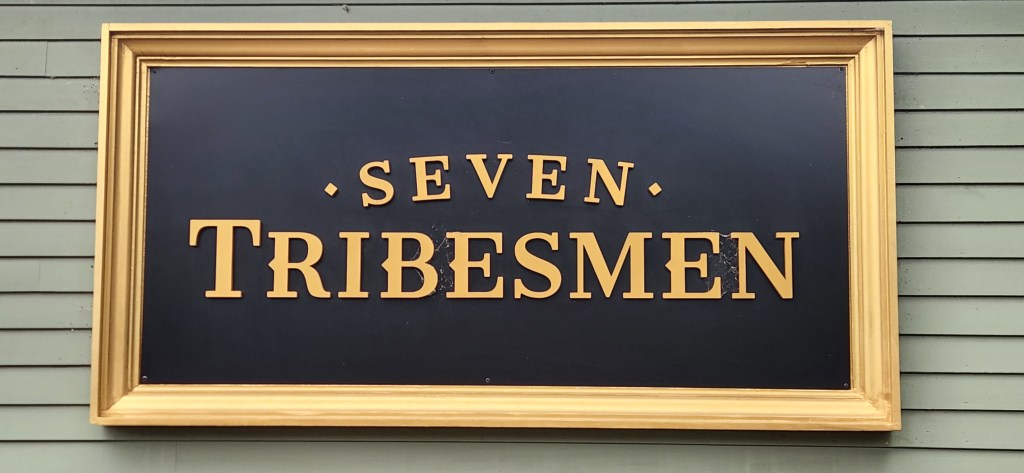 · SEVEN ·
TRIBESMEN